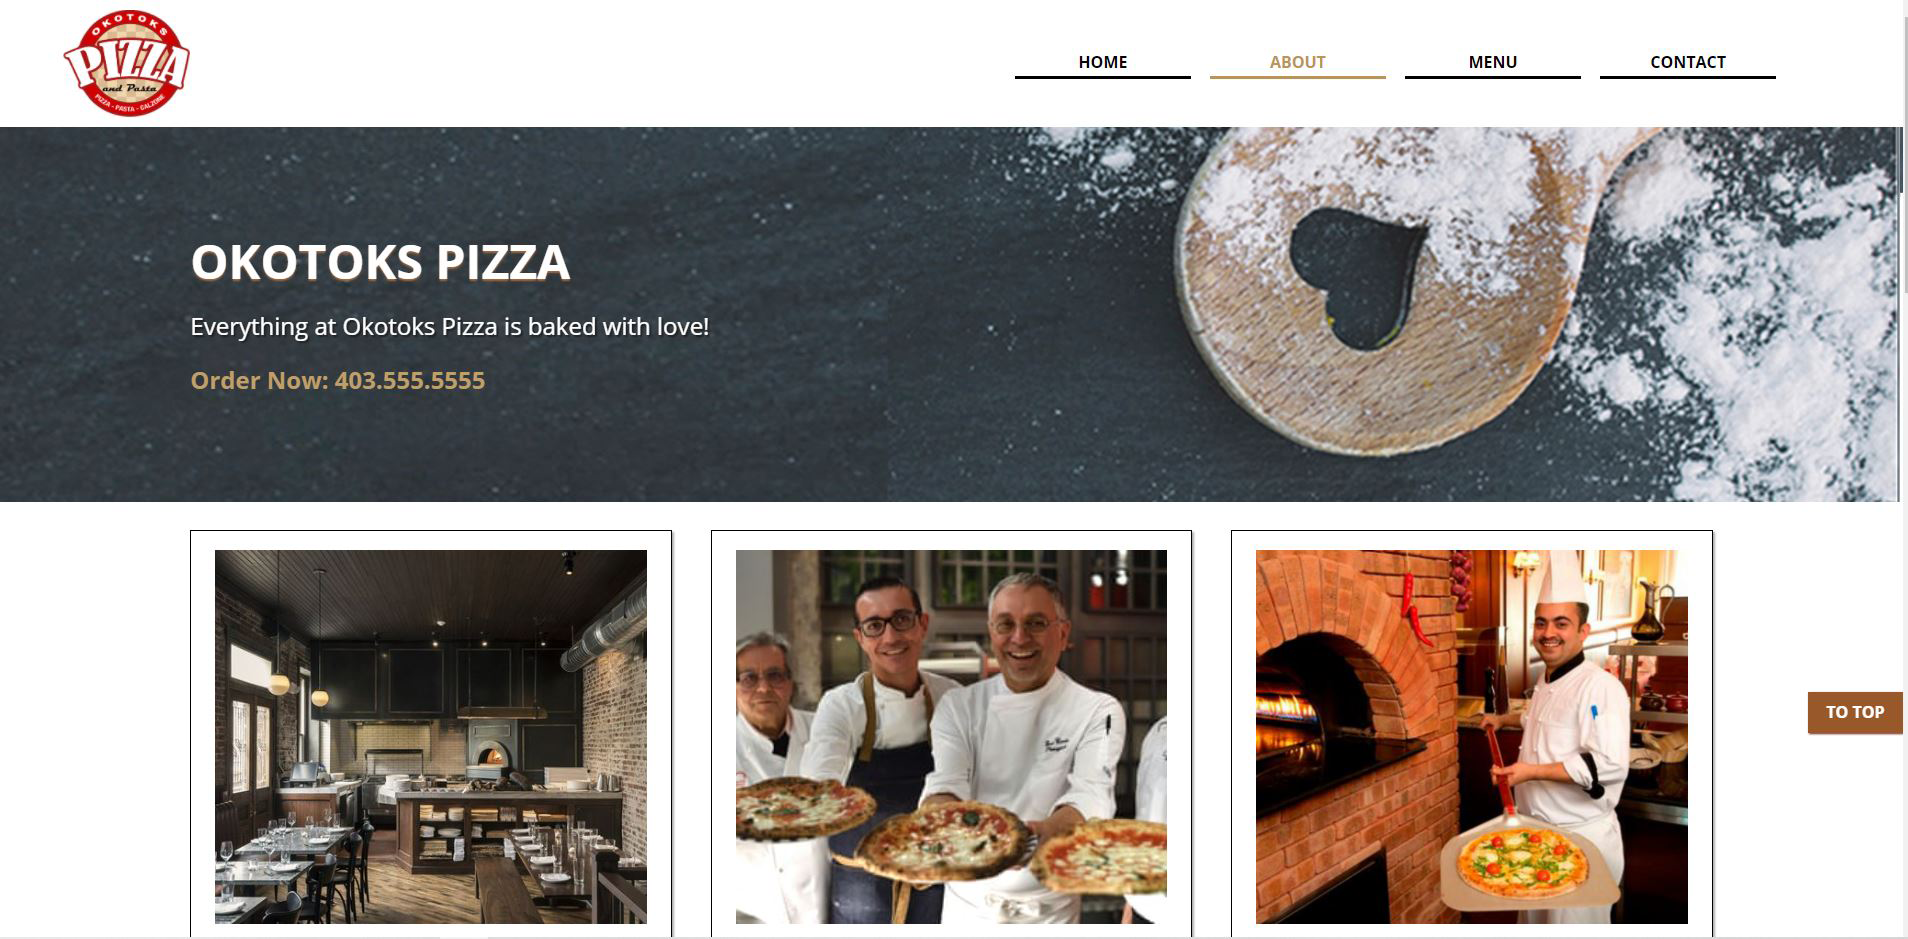 OKOTOKS
PIZZA
and Pasta
PIZZA - PASTA - CALZONE
HOME
ABOUT
MENU
CONTACT
OKOTOKS PIZZA
Everything at Okotoks Pizza is baked with love!
Order Now: 403.555.5555
TO TOP